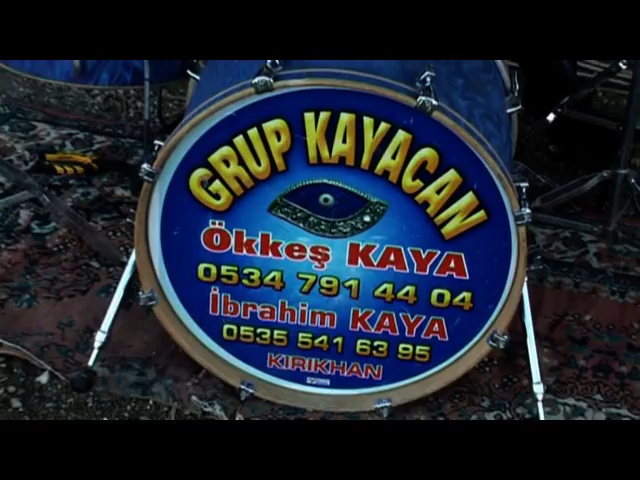 GRUP KAYACAN
Ökkeş KAYA
0534 791 44 04
İbrahim KAYA
0535 541 63 95
KIRIKHAN